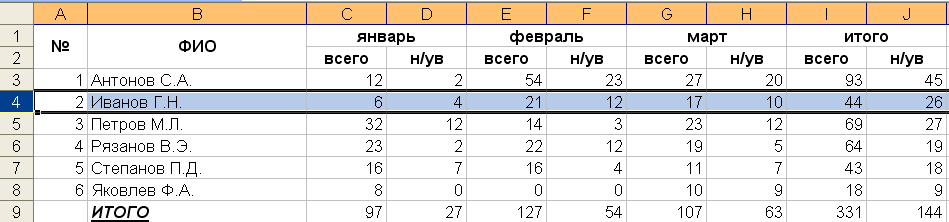 A B C D E F G H I J
1 № ФИО январь февраль март итого
2 всего н/ув всего н/ув всего н/ув всего н/ув
3 1 Антонов С.А. 12 2 54 23 27 20 93 45
4 2 Иванов Г.Н. 6 4 21 12 17 10 44 26
5 3 Петров М.Л. 32 12 14 3 23 12 69 27
6 4 Рязанов В.Э. 23 2 22 12 19 5 64 19
7 5 Степанов П.Д. 16 7 16 4 11 7 43 18
8 6 Яковлев Ф.А. 8 0 0 0 10 9 18 9
9 ИТОГО 97 27 127 54 107 63 331 144